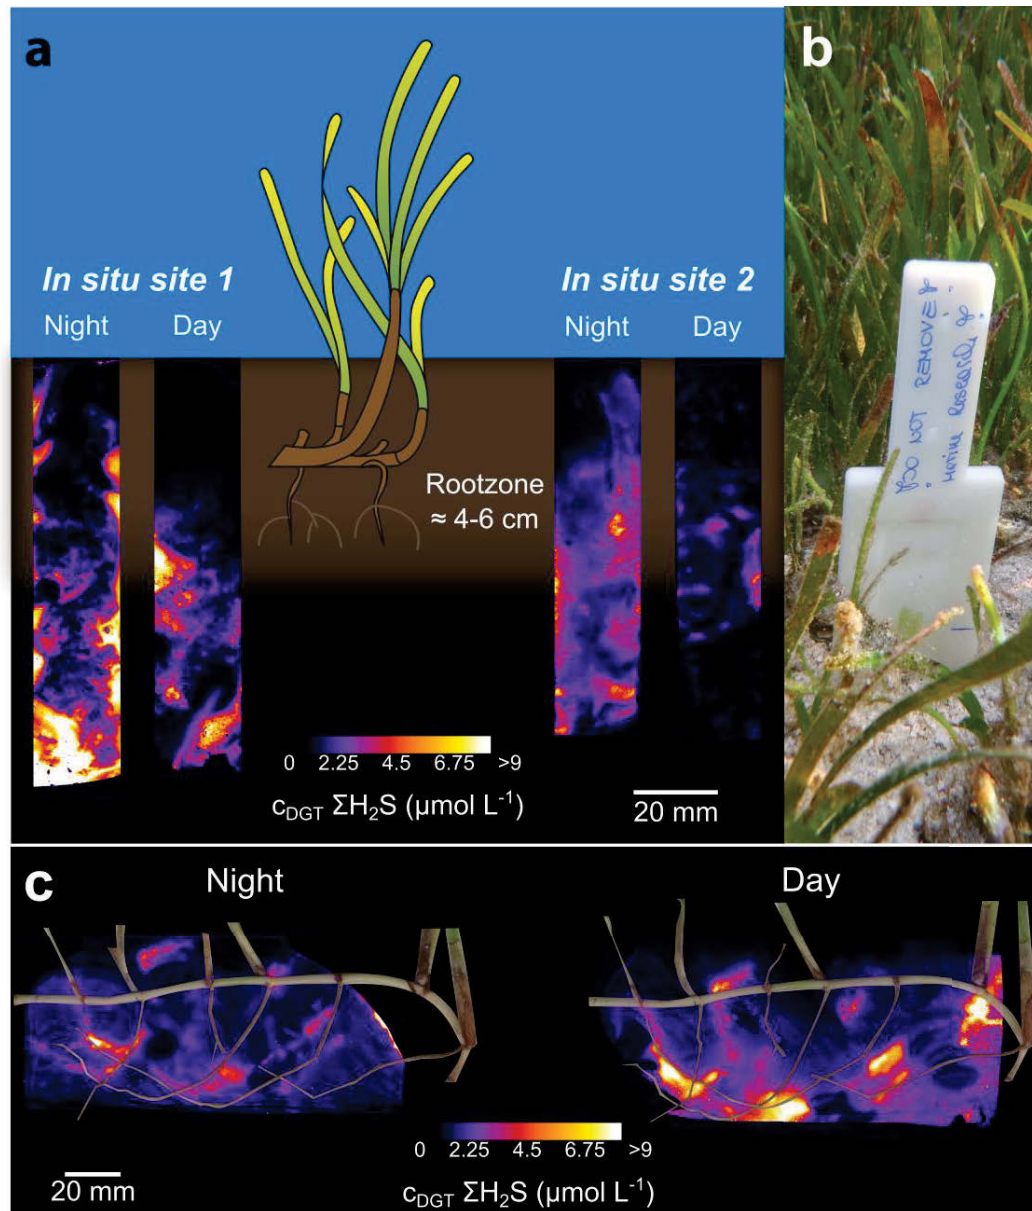 a
b
In situ site 1
In situ site 2
Night
Day
Night
Day
Rootzone
≈ 4-6 cm
0 2.25 4.5 6.75 >9
cDGT ΣH₂S (µmol L⁻¹)
20 mm
DO NOT REMOVE
c
Night
Day
0 2.25 4.5 6.75 >9
20 mm
cDGT ΣH₂S (µmol L⁻¹)